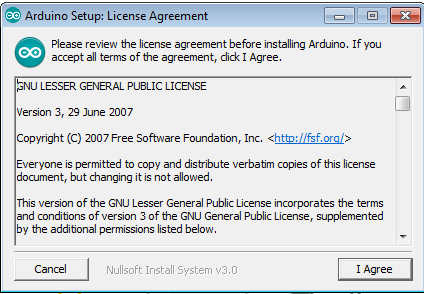 Arduino Setup: License Agreement
Please review the license agreement before installing Arduino. If you
accept all terms of the agreement, click I Agree.
GNU LESSER GENERAL PUBLIC LICENSE
Version 3, 29 June 2007
Copyright (C) 2007 Free Software Foundation, Inc. <http://fsf.org/>
Everyone is permitted to copy and distribute verbatim copies of this license
document, but changing it is not allowed.
This version of the GNU Lesser General Public License incorporates the terms
and conditions of version 3 of the GNU General Public License, supplemented
by the additional permissions listed below.
Cancel Nullsoft Install System v3.0 I Agree